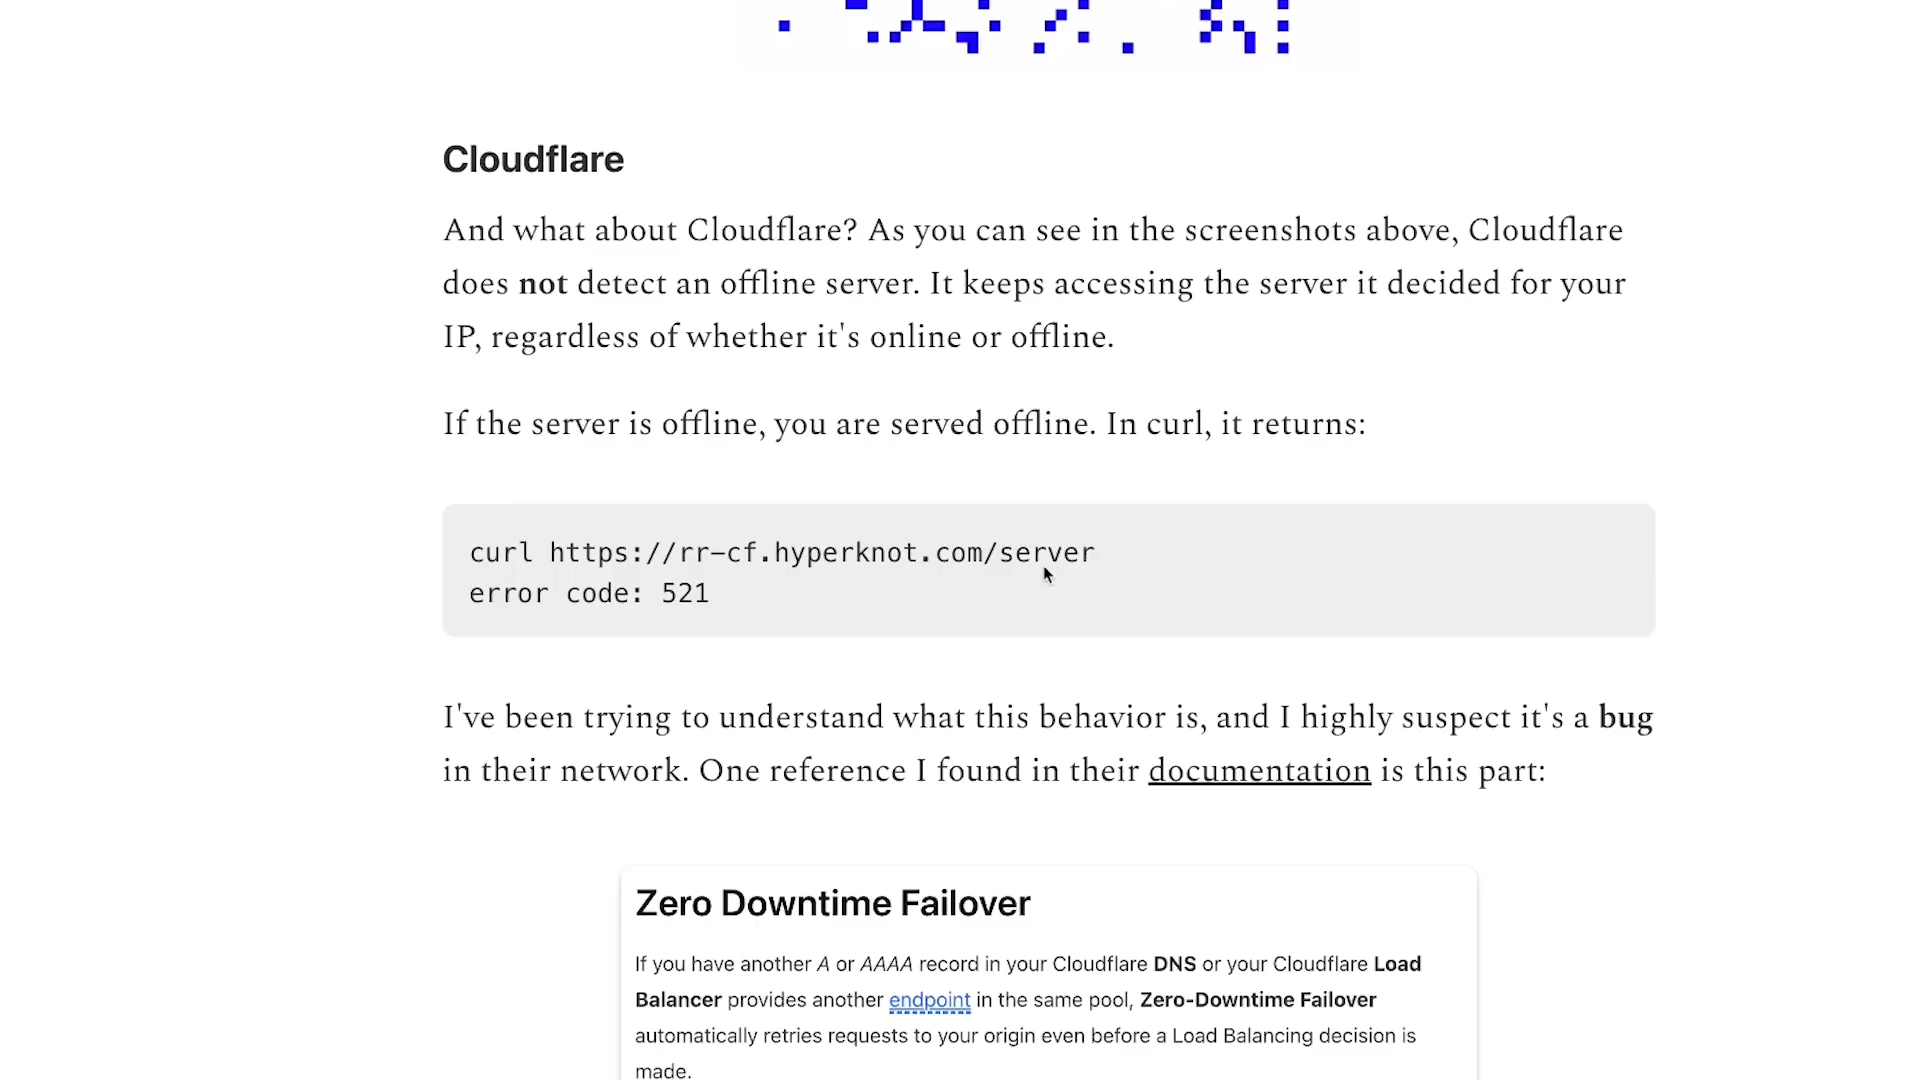 Cloudflare
And what about Cloudflare? As you can see in the screenshots above, Cloudflare
does not detect an offline server. It keeps accessing the server it decided for your
IP, regardless of whether it's online or offline.
If the server is offline, you are served offline. In curl, it returns:
curl https://rr-cf.hyperknot.com/server
error code: 521
I've been trying to understand what this behavior is, and I highly suspect it's a bug
in their network. One reference I found in their documentation is this part:
Zero Downtime Failover
If you have another A or AAAA record in your Cloudflare DNS or your Cloudflare Load
Balancer provides another endpoint in the same pool, Zero-Downtime Failover
automatically retries requests to your origin even before a Load Balancing decision is
made.